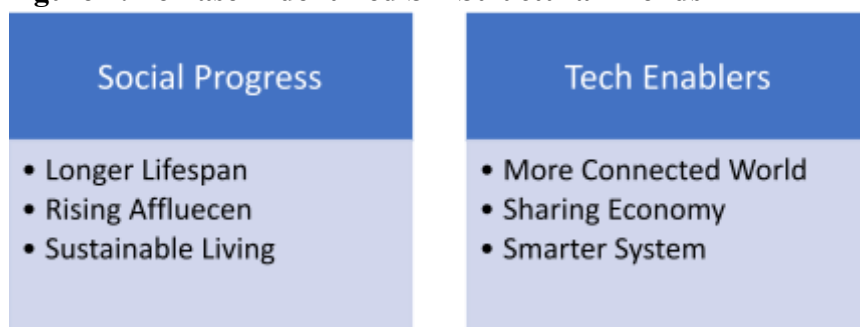 Social Progress
• Longer Lifespan
• Rising Affluecen
• Sustainable Living
Tech Enablers
• More Connected World
• Sharing Economy
• Smarter System